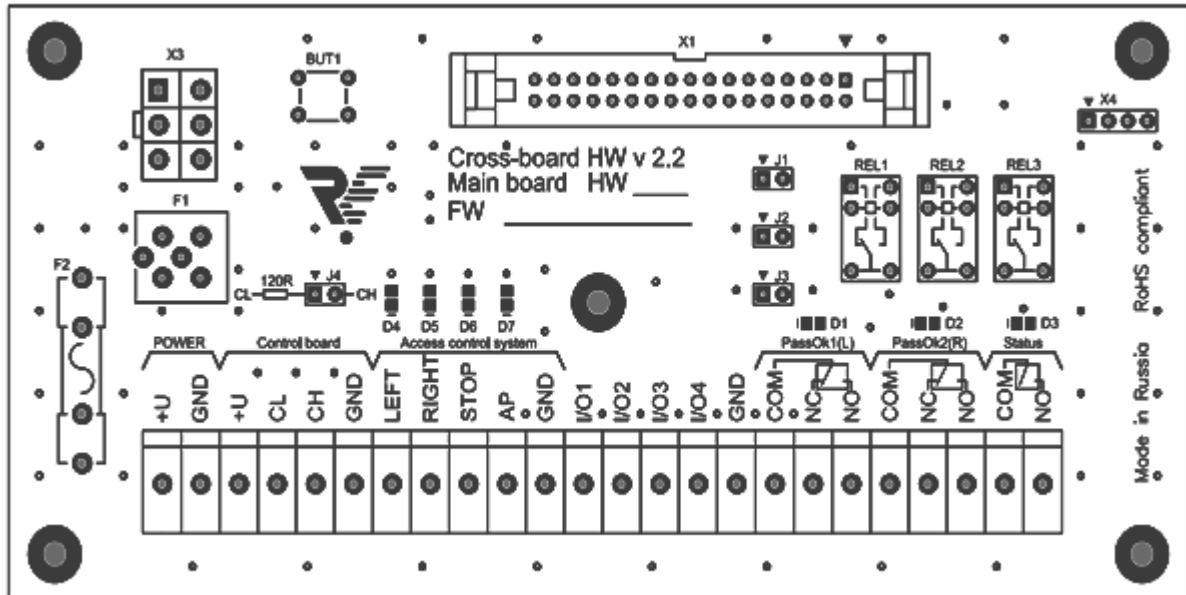 X3
BUT1
X1
X4
Cross-board HW v 2.2
Main board HW
FW
J1
REL1 REL2 REL3
F1
J2
F2
120R
CL
J4
CH
J3
D4 D5 D6 D7
D1 D2 D3
POWER Control board Access control system PassOk1(L) PassOk2(R) Status
+U GND +U CL CH GND LEFT RIGHT STOP AP GND I/O1 I/O2 I/O3 I/O4 GND COM NC NO COM NC NO COM NO
Made in Russia RoHS compliant